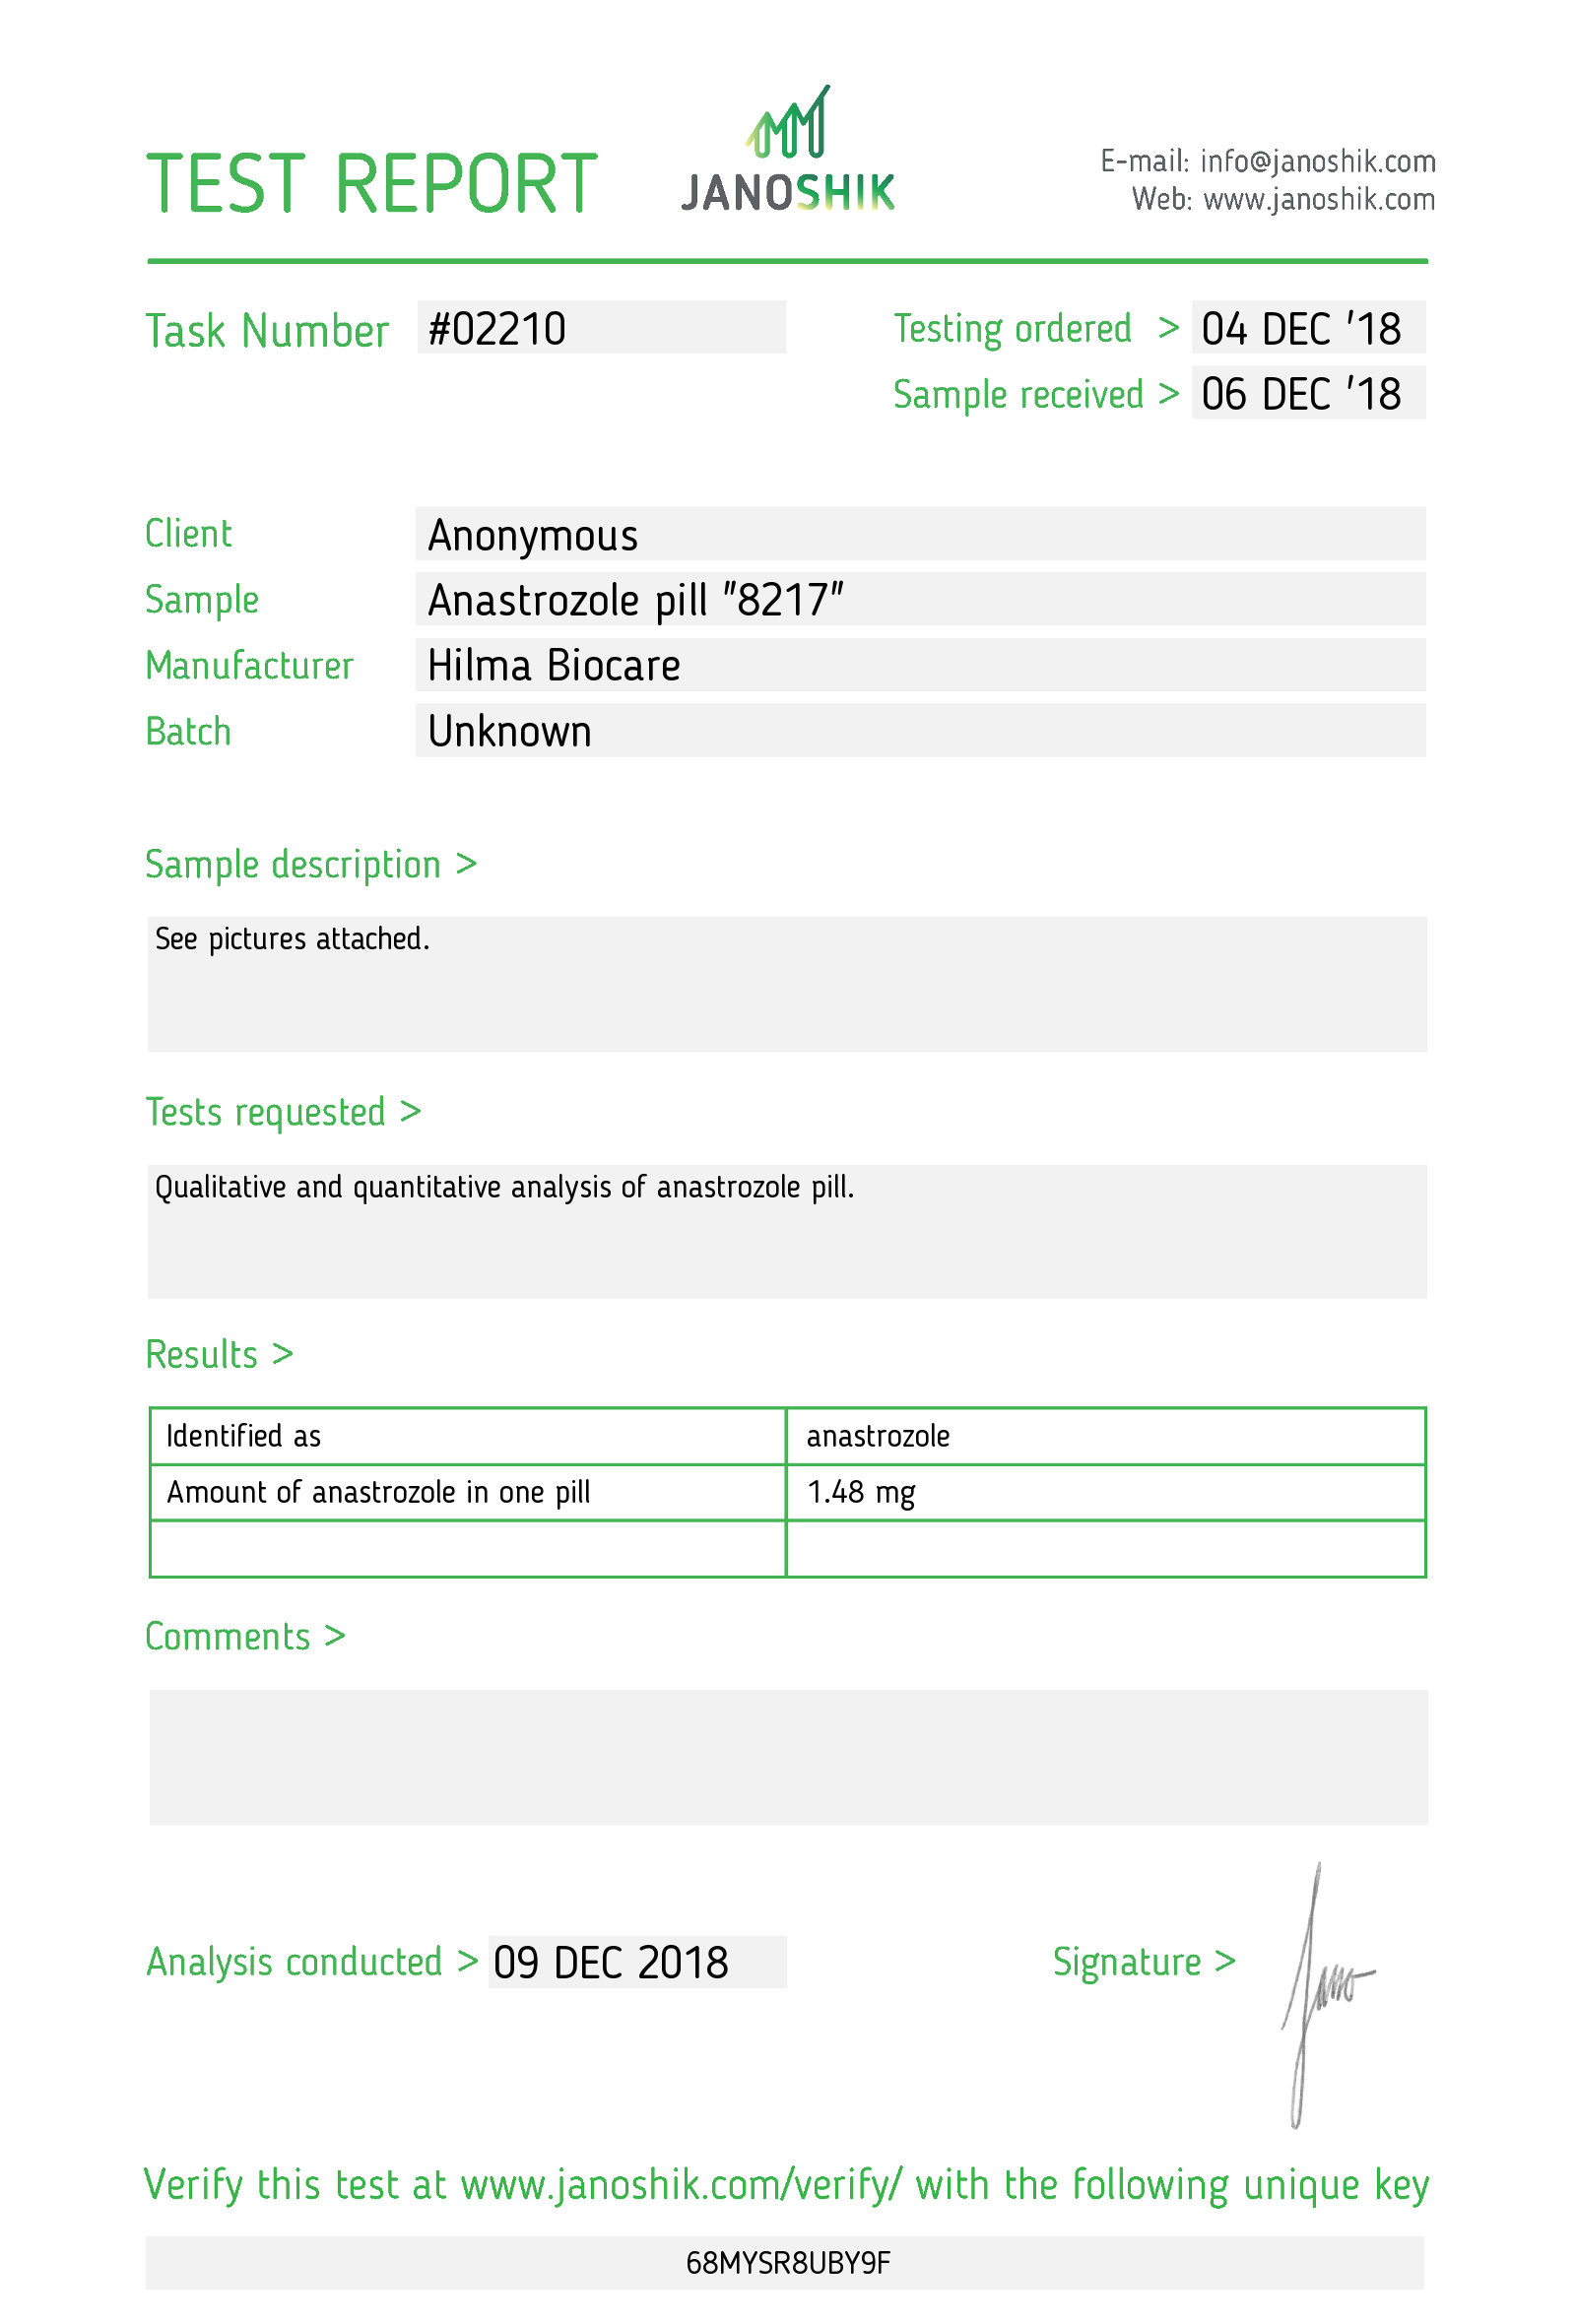 TEST REPORT
JANOSHIK
E-mail: info@janoshik.com
Web: www.janoshik.com
Task Number #02210
Testing ordered > 04 DEC '18
Sample received > 06 DEC '18
Client Anonymous
Sample Anastrozole pill "8217"
Manufacturer Hilma Biocare
Batch Unknown
Sample description >
See pictures attached.
Tests requested >
Qualitative and quantitative analysis of anastrozole pill.
Results >
Identified as anastrozole
Amount of anastrozole in one pill 1.48 mg
Comments >
Analysis conducted > 09 DEC 2018
Signature > Jano
Verify this test at www.janoshik.com/verify/ with the following unique key
68MYSR8UBY9F